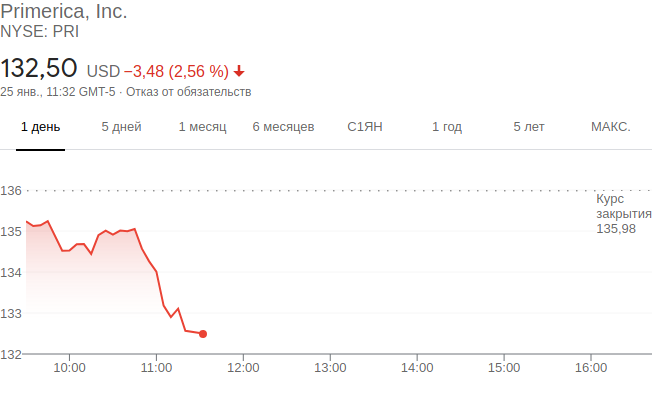 Primerica, Inc.
NYSE: PRI
132,50 USD −3,48 (2,56 %)
25 янв., 11:32 GMT-5 · Отказ от обязательств
1 день 5 дней 1 месяц 6 месяцев С1ЯН 1 год 5 лет МАКС.
136
Курс
закрытия
135,98
135
134
133
132
10:00 11:00 12:00 13:00 14:00 15:00 16:00